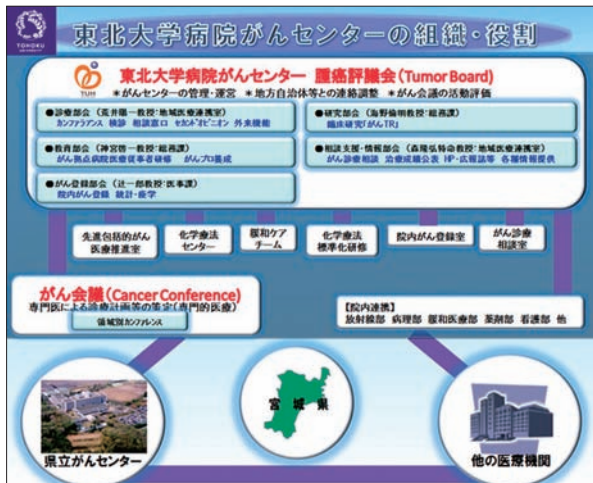 TOHOKU
UNIVERSITY
東北大学病院がんセンターの組織・役割
TUH
東北大学病院がんセンター 腫瘍評議会(Tumor Board)
*がんセンターの管理・運営 *地方自治体等との連絡調整 *がん会議の活動評価
●診療部会(荒井陽一教授:地域医療連携室)
カンファランス 検診 相談窓口 セカンドオピニオン 外来機能
●研究部会(海野倫明教授:総務課)
臨床研究「がんTR」
●教育部会(神宮啓一教授:総務課)
がん拠点病院医療従事者研修 がんプロ養成
●相談支援・情報部会(森隆弘特命教授:地域医療連携室)
がん診療相談 治療成績公表 HP・広報誌等 各種情報提供
●がん登録部会(辻一郎教授:医事課)
院内がん登録 統計・疫学
先進包括的がん
医療推進室
化学療法
センター
緩和ケア
チーム
化学療法
標準化研修
院内がん登録室
がん診療
相談室
がん会議(Cancer Conference)
専門医による診療計画等の策定(専門的医療)
領域別カンファレンス
【院内連携】
放射線部 病理部 緩和医療部 薬剤部 看護部 他
宮城県
県立がんセンター
他の医療機関